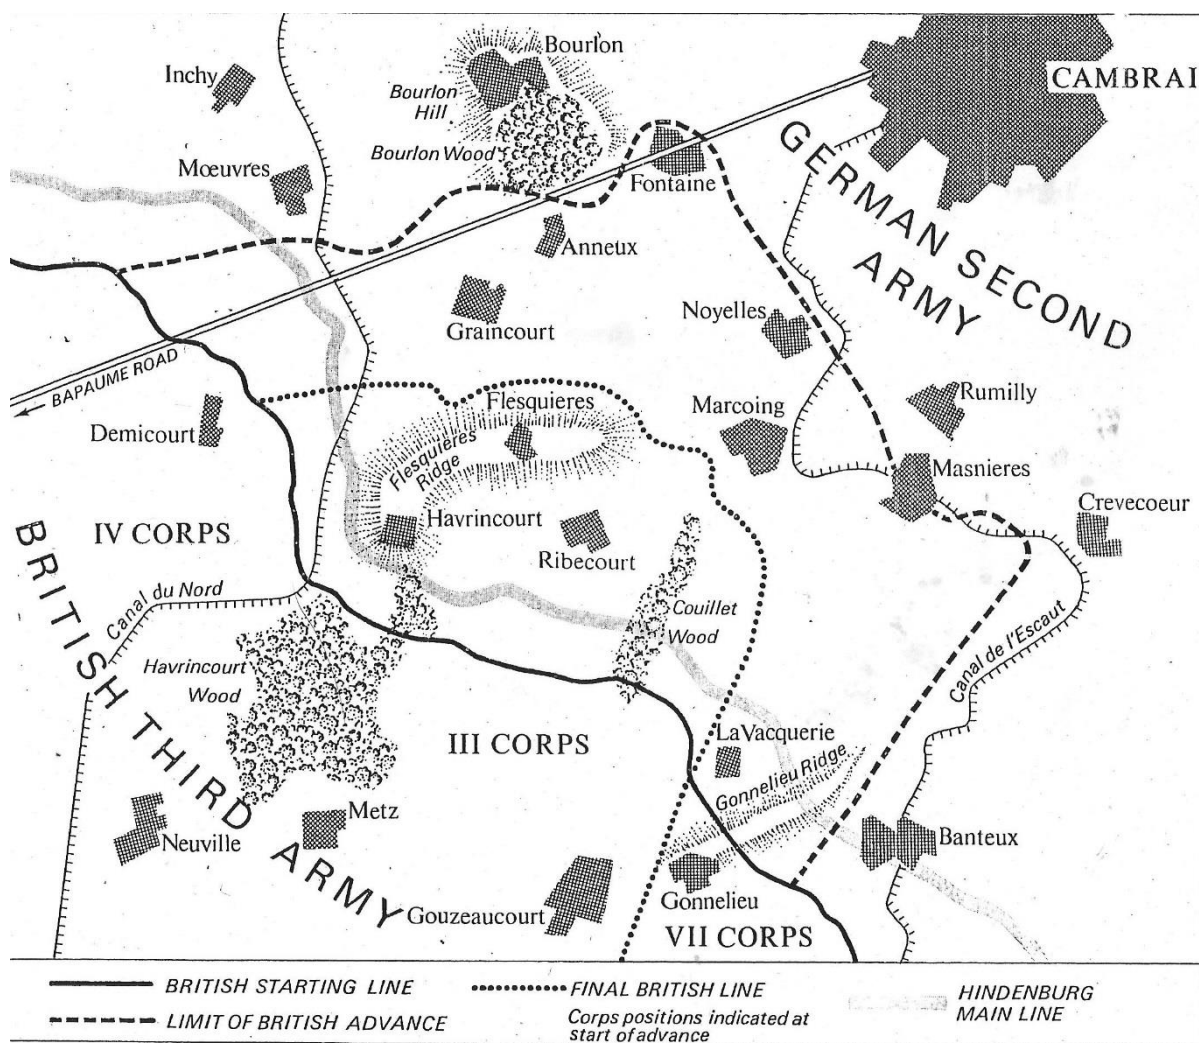 Inchy
Bourlon
CAMBRAI
Bourlon
Hill
Bourlon Wood
Mœuvres
Fontaine
GERMAN SECOND
ARMY
Anneux
Graincourt
Noyelles
BAPAUME ROAD
Demicourt
Flesquieres
Flesquières
Ridge
Marcoing
Rumilly
Masnieres
Crevecoeur
IV CORPS
Havrincourt
Ribecourt
BRITISH THIRD ARMY
Canal du Nord
Couillet
Wood
Canal de l'Escaut
Havrincourt
Wood
III CORPS
LaVacquerie
Gonnelieu Ridge
Metz
Neuville
Banteux
Gouzeaucourt
Gonnelieu
VII CORPS
BRITISH STARTING LINE
FINAL BRITISH LINE
HINDENBURG
MAIN LINE
LIMIT OF BRITISH ADVANCE
Corps positions indicated at
start of advance